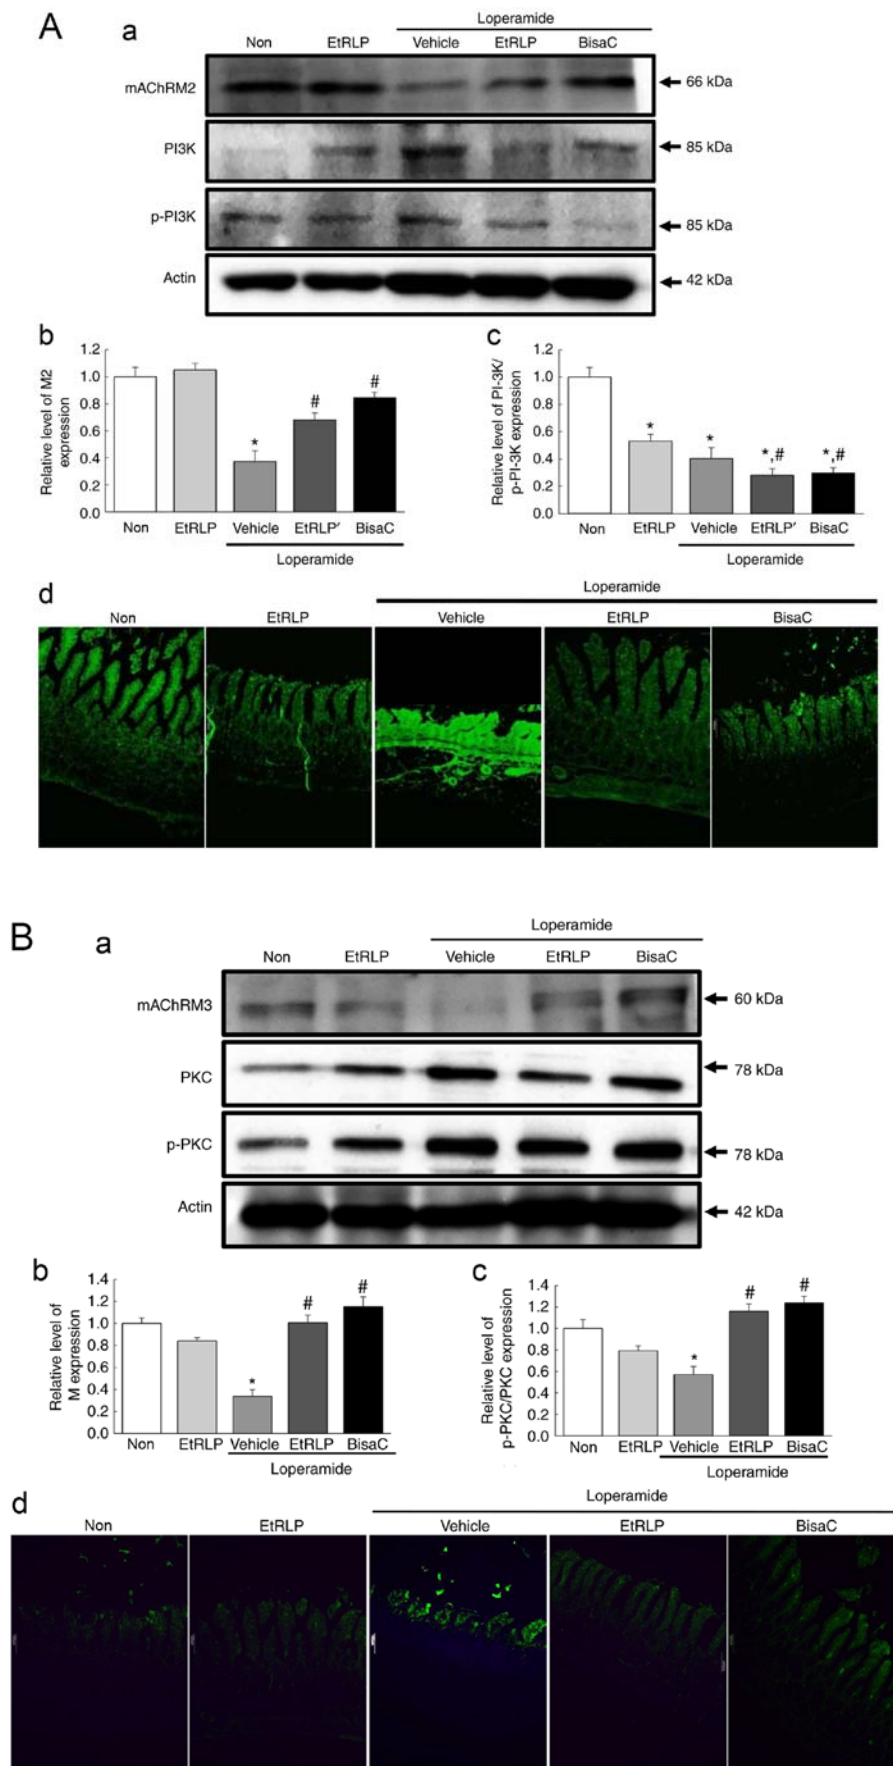 A
a
Loperamide
Non EtRLP Vehicle EtRLP BisaC
mAChRM2 66 kDa
PI3K 85 kDa
p-PI3K 85 kDa
Actin 42 kDa
b
Relative level of M2
expression
1.2
1.0
0.8
0.6
0.4
0.2
0.0
*
#
#
Non EtRLP Vehicle EtRLP′ BisaC
Loperamide
c
Relative level of PI-3K/
p-PI-3K expression
1.2
1.0
0.8
0.6
0.4
0.2
0.0
*
*
*,#
*,#
Non EtRLP Vehicle EtRLP′ BisaC
Loperamide
d
Loperamide
Non EtRLP Vehicle EtRLP BisaC
B
a
Loperamide
Non EtRLP Vehicle EtRLP BisaC
mAChRM3 60 kDa
PKC 78 kDa
p-PKC 78 kDa
Actin 42 kDa
b
Relative level of
M expression
1.4
1.2
1.0
0.8
0.6
0.4
0.2
0.0
*
#
#
Non EtRLP Vehicle EtRLP BisaC
Loperamide
c
Relative level of
p-PKC/PKC expression
1.4
1.2
1.0
0.8
0.6
0.4
0.2
0.0
*
#
#
Non EtRLP Vehicle EtRLP BisaC
Loperamide
d
Loperamide
Non EtRLP Vehicle EtRLP BisaC